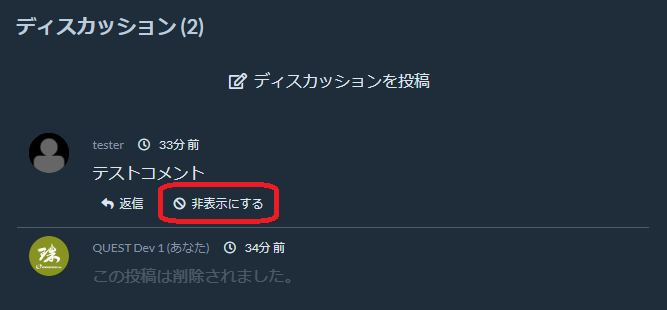 ディスカッション (2)
ディスカッションを投稿
tester 33分 前
テストコメント
返信 非表示にする
QUEST Dev 1 (あなた) 34分 前
この投稿は削除されました。